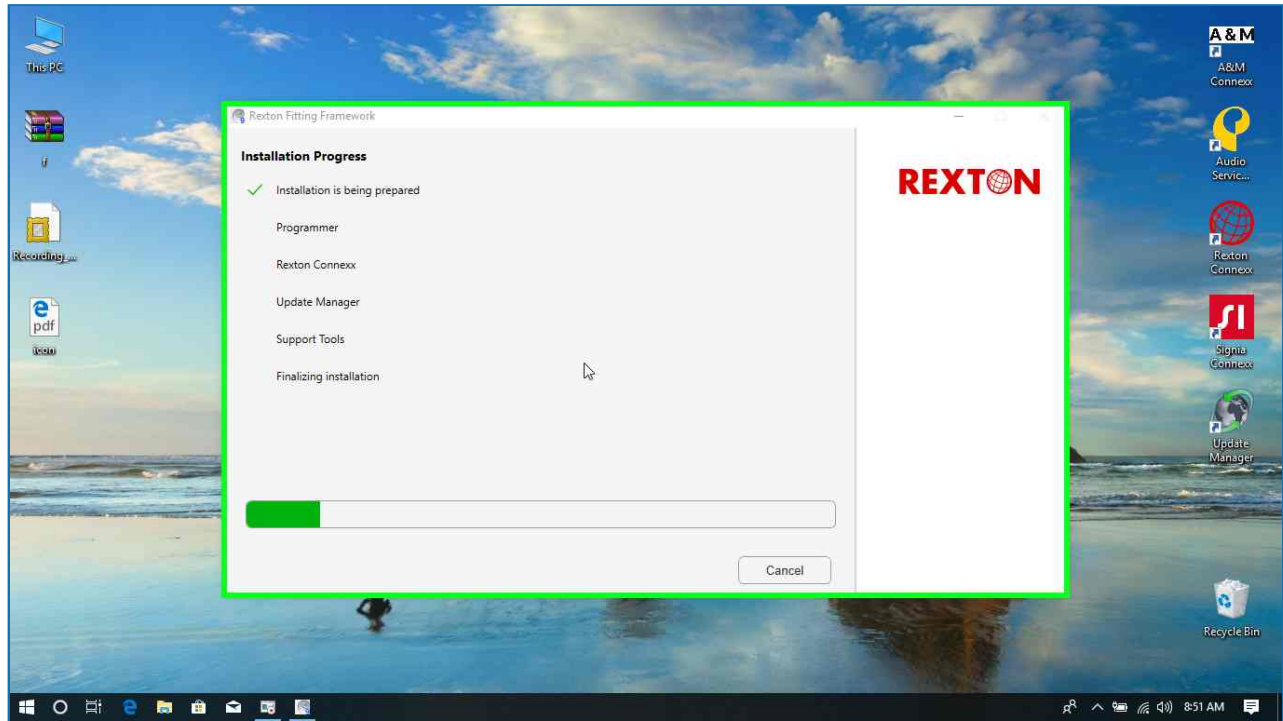 This PC
if
Recording_...
pdf
icon
Rexton Fitting Framework
Installation Progress
Installation is being prepared
Programmer
Rexton Connexx
Update Manager
Support Tools
Finalizing installation
Cancel
REXTON
A&M
A&M
Connexx
Audio
Servic...
Rexton
Connexx
Signia
Connexx
Update
Manager
Recycle Bin
8:51 AM